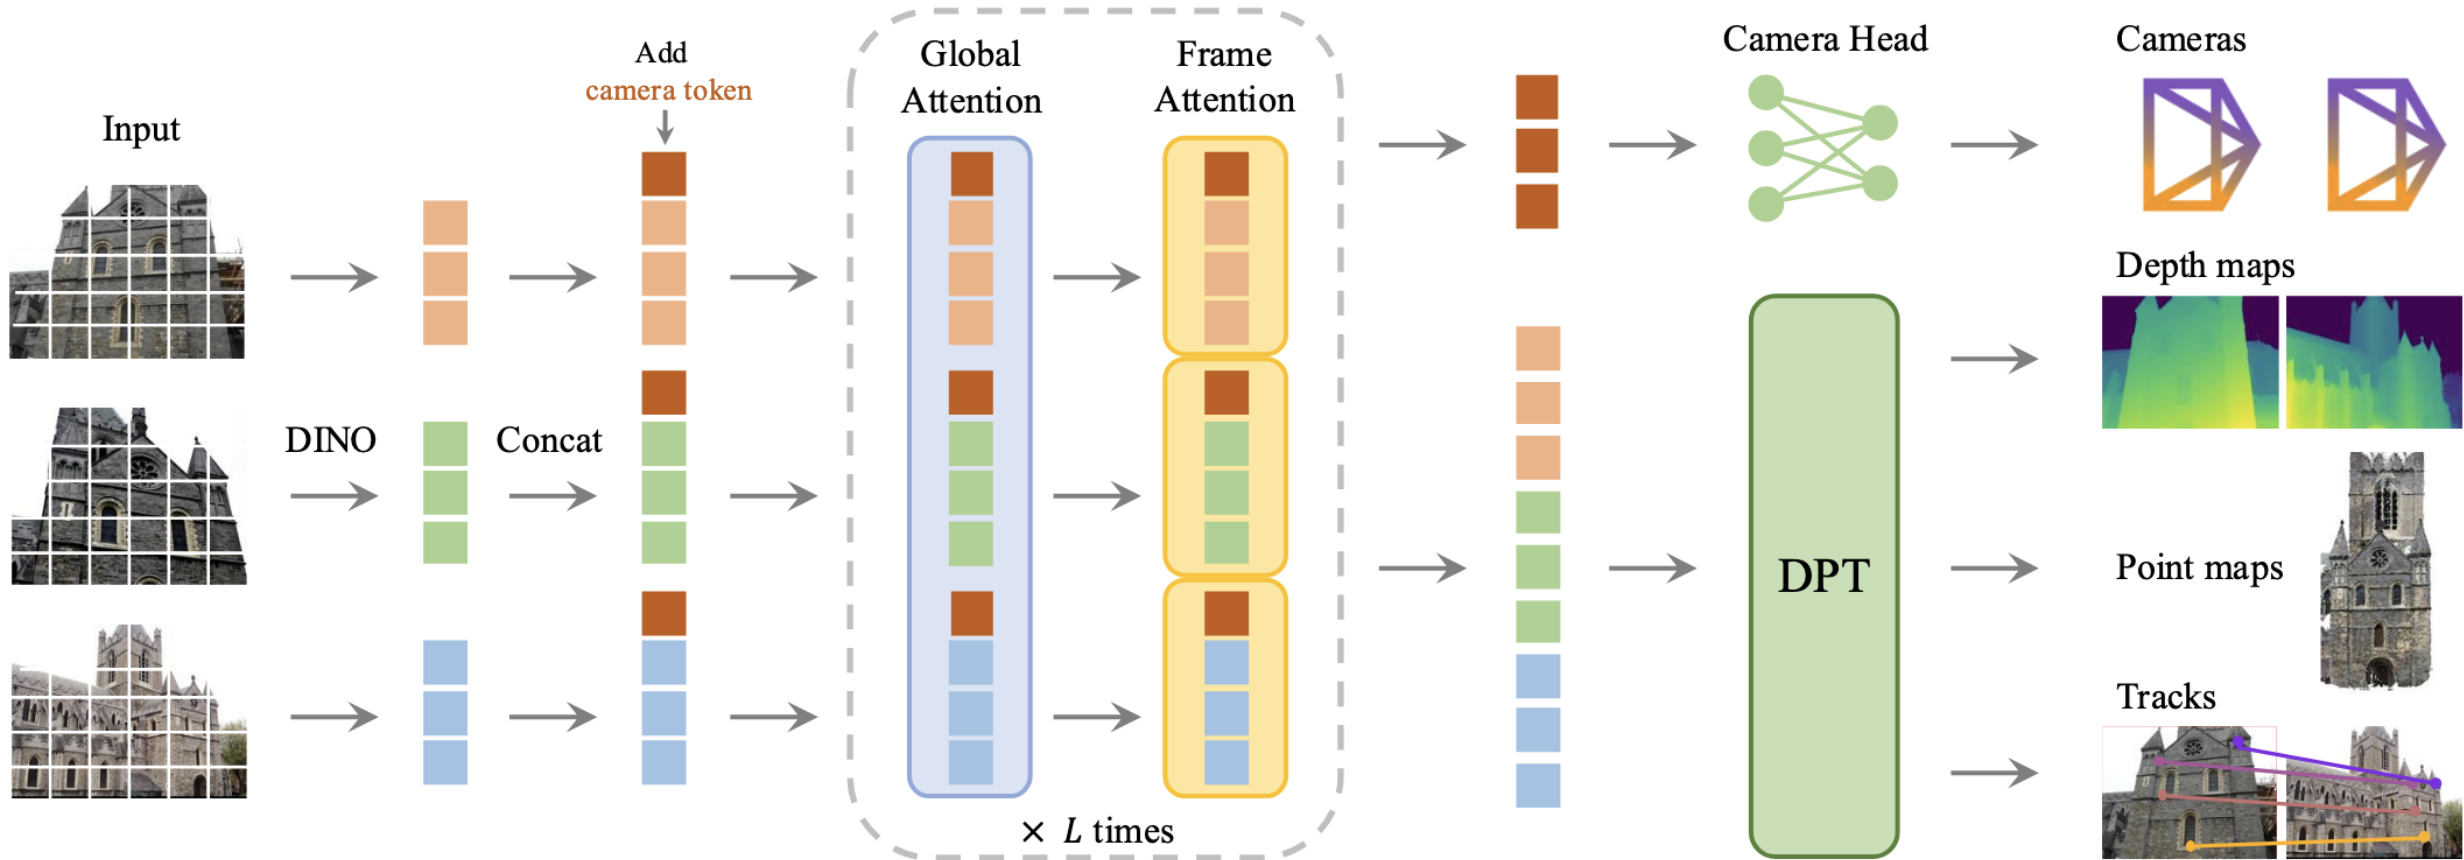 Input
DINO
Concat
Add
camera token
Global
Attention
Frame
Attention
× L times
Camera Head
DPT
Cameras
Depth maps
Point maps
Tracks